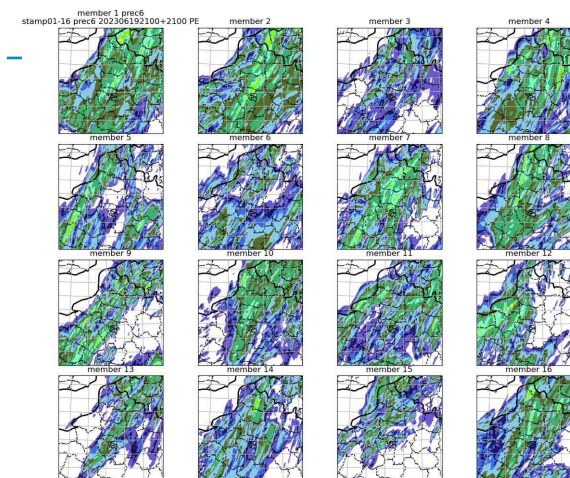 member 1 prec6
stamp01-16 prec6 202306192100+2100 PE
member 2
member 3
member 4
member 5
member 6
member 7
member 8
member 9
member 10
member 11
member 12
member 13
member 14
member 15
member 16